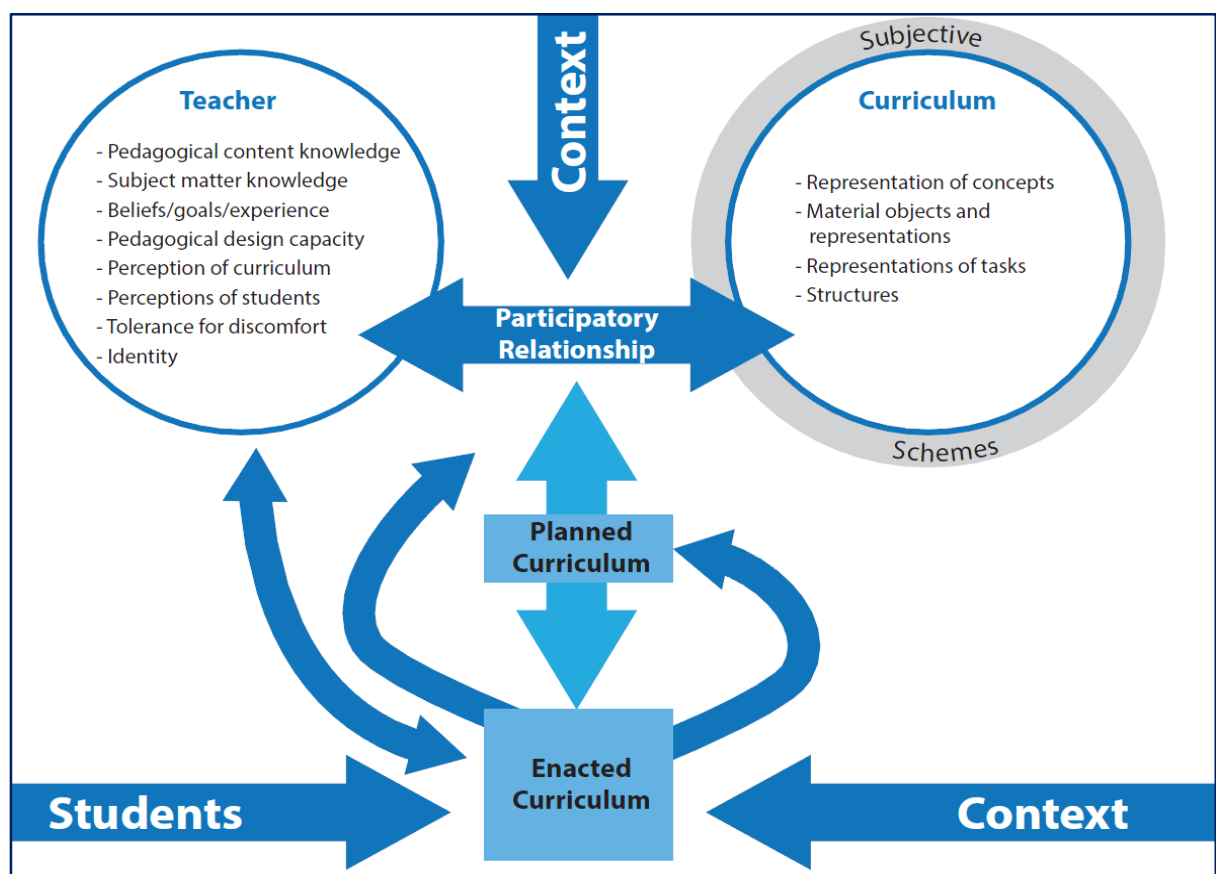 Context
Subjective
Teacher
- Pedagogical content knowledge
- Subject matter knowledge
- Beliefs/goals/experience
- Pedagogical design capacity
- Perception of curriculum
- Perceptions of students
- Tolerance for discomfort
- Identity
Curriculum
- Representation of concepts
- Material objects and
representations
- Representations of tasks
- Structures
Schemes
Participatory
Relationship
Planned
Curriculum
Enacted
Curriculum
Students
Context